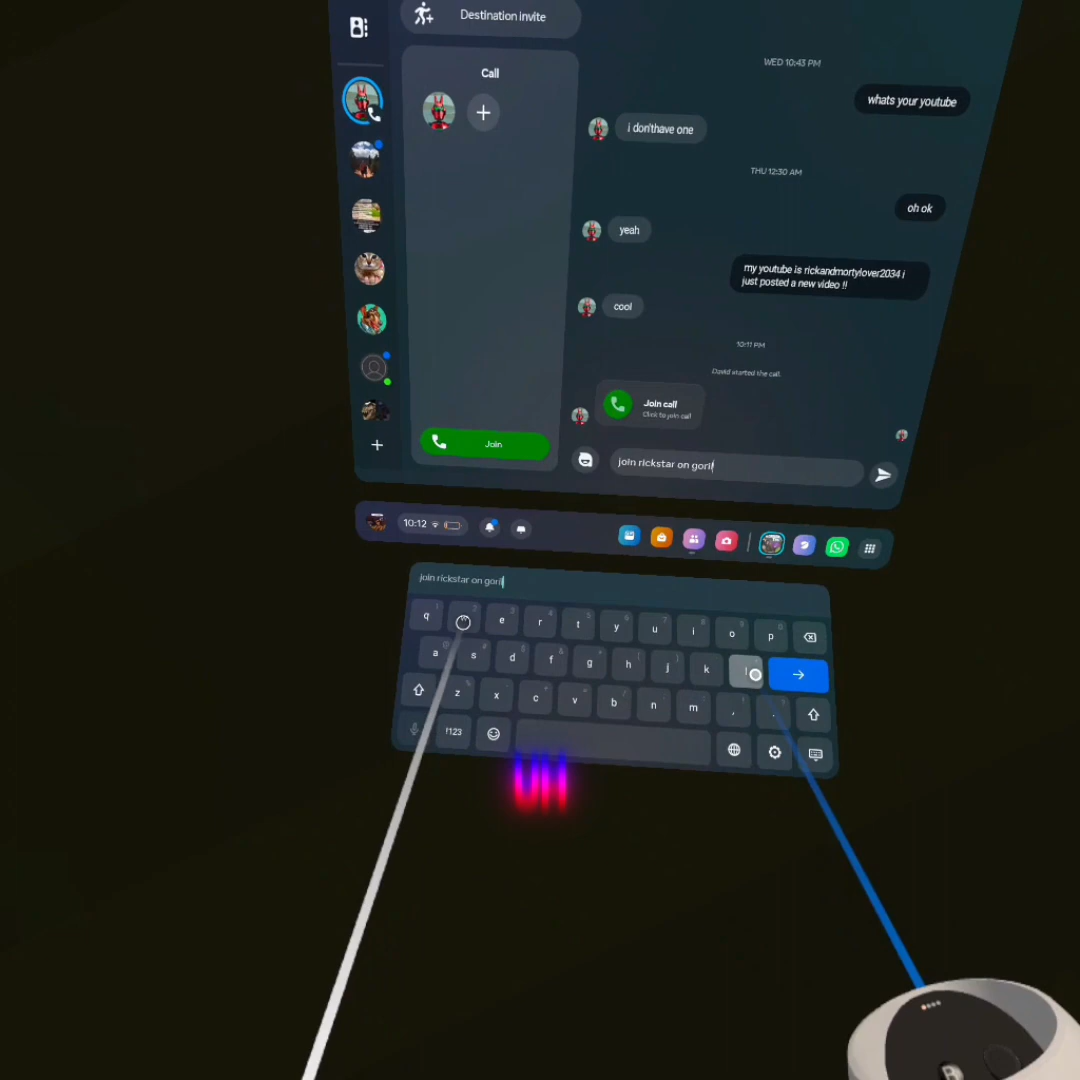 Destination invite
Call
WED 10:43 PM
whats your youtube
i don'thave one
THU 12:30 AM
oh ok
yeah
my youtube is rickandmortylover2034 i
just posted a new video !!
cool
10:11 PM
David started the call.
Join call
Click to join call
Join
join rickstar on goril
10:12
join rickstar on goril
q w e r t y u i o p
a s d f g h j k l
z x c v b n m , .
!123
UH